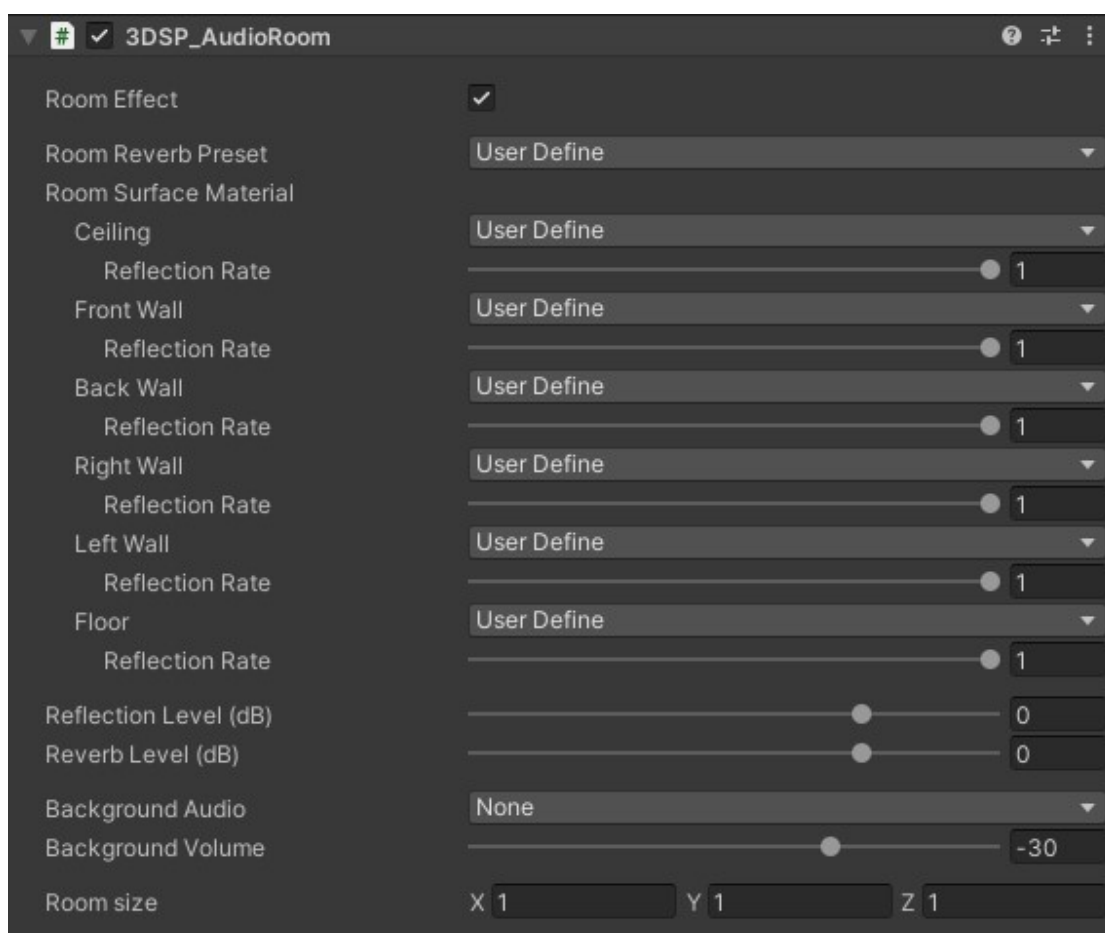 # 3DSP_AudioRoom
Room Effect
Room Reverb Preset User Define
Room Surface Material
Ceiling User Define
Reflection Rate 1
Front Wall User Define
Reflection Rate 1
Back Wall User Define
Reflection Rate 1
Right Wall User Define
Reflection Rate 1
Left Wall User Define
Reflection Rate 1
Floor User Define
Reflection Rate 1
Reflection Level (dB) 0
Reverb Level (dB) 0
Background Audio None
Background Volume -30
Room size X 1 Y 1 Z 1